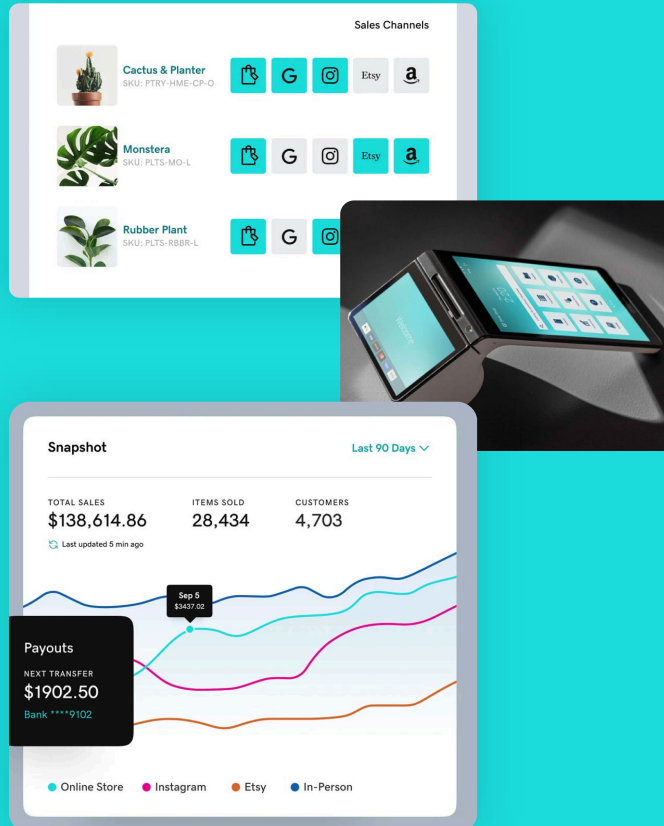 Sales Channels
Cactus & Planter
SKU: PTRY-HME-CP-O
G
Etsy
a
Monstera
SKU: PLTS-MO-L
G
Etsy
a
Rubber Plant
SKU: PLTS-RBBR-L
G
Welcome
Snapshot
Last 90 Days
TOTAL SALES
ITEMS SOLD
CUSTOMERS
$138,614.86
28,434
4,703
Last updated 5 min ago
Sep 5
$3437.02
Payouts
NEXT TRANSFER
$1902.50
Bank ****9102
Online Store
Instagram
Etsy
In-Person